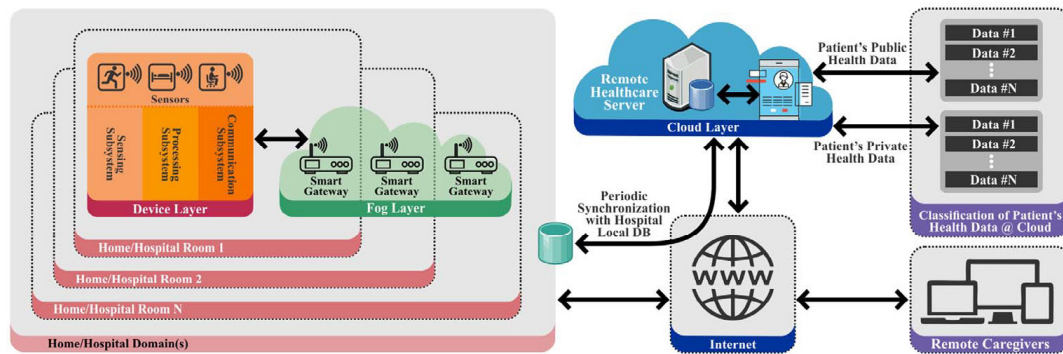 Sensors
Sensing
Subsystem
Processing
Subsystem
Communication
Subsystem
Device Layer
Smart
Gateway
Smart
Gateway
Smart
Gateway
Fog Layer
Home/Hospital Room 1
Home/Hospital Room 2
Home/Hospital Room N
Home/Hospital Domain(s)
Remote
Healthcare
Server
Cloud Layer
Periodic
Synchronization
with Hospital
Local DB
WWW
Internet
Patient's Public
Health Data
Patient's Private
Health Data
Data #1
Data #2
Data #N
Data #1
Data #2
Data #N
Classification of Patient's
Health Data @ Cloud
Remote Caregivers